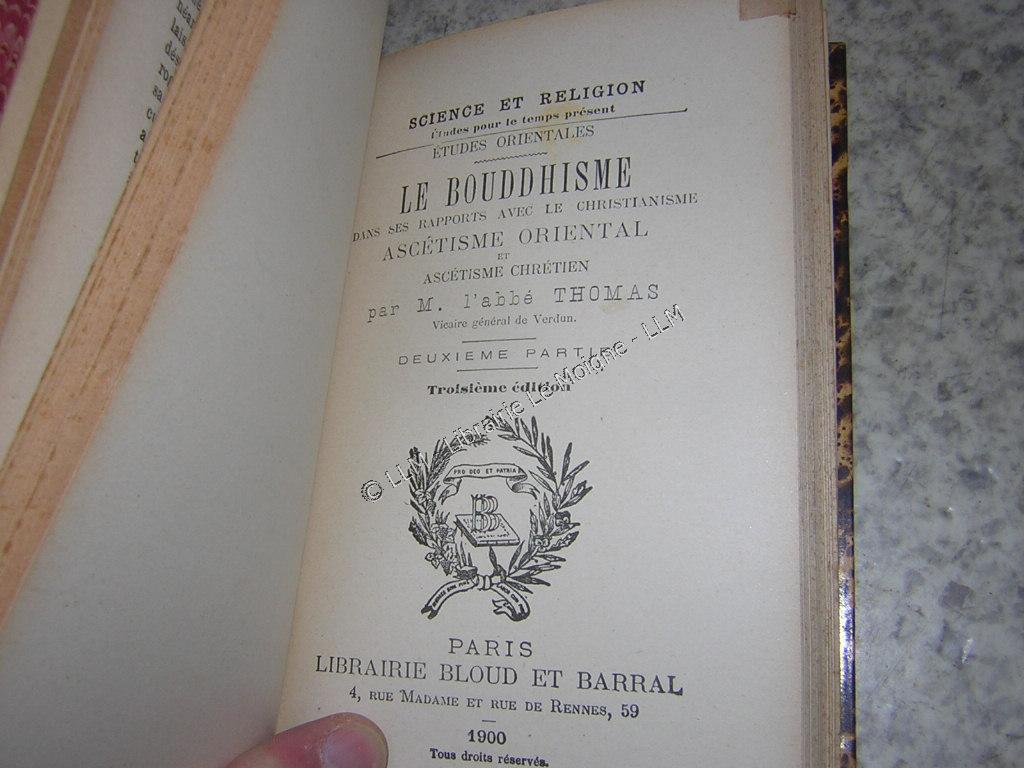 SCIENCE ET RELIGION
Études pour le temps présent
ÉTUDES ORIENTALES
LE BOUDDHISME
DANS SES RAPPORTS AVEC LE CHRISTIANISME
ASCÉTISME ORIENTAL
ET
ASCÉTISME CHRÉTIEN
par M. l'abbé THOMAS
Vicaire général de Verdun.
DEUXIEME PARTIE
Troisième édition
© LLM - Librairie Le Moigne - LLM
PRO DEO ET PATRIA
BB
PARIS
LIBRAIRIE BLOUD ET BARRAL
4, RUE MADAME ET RUE DE RENNES, 59
1900
Tous droits réservés.